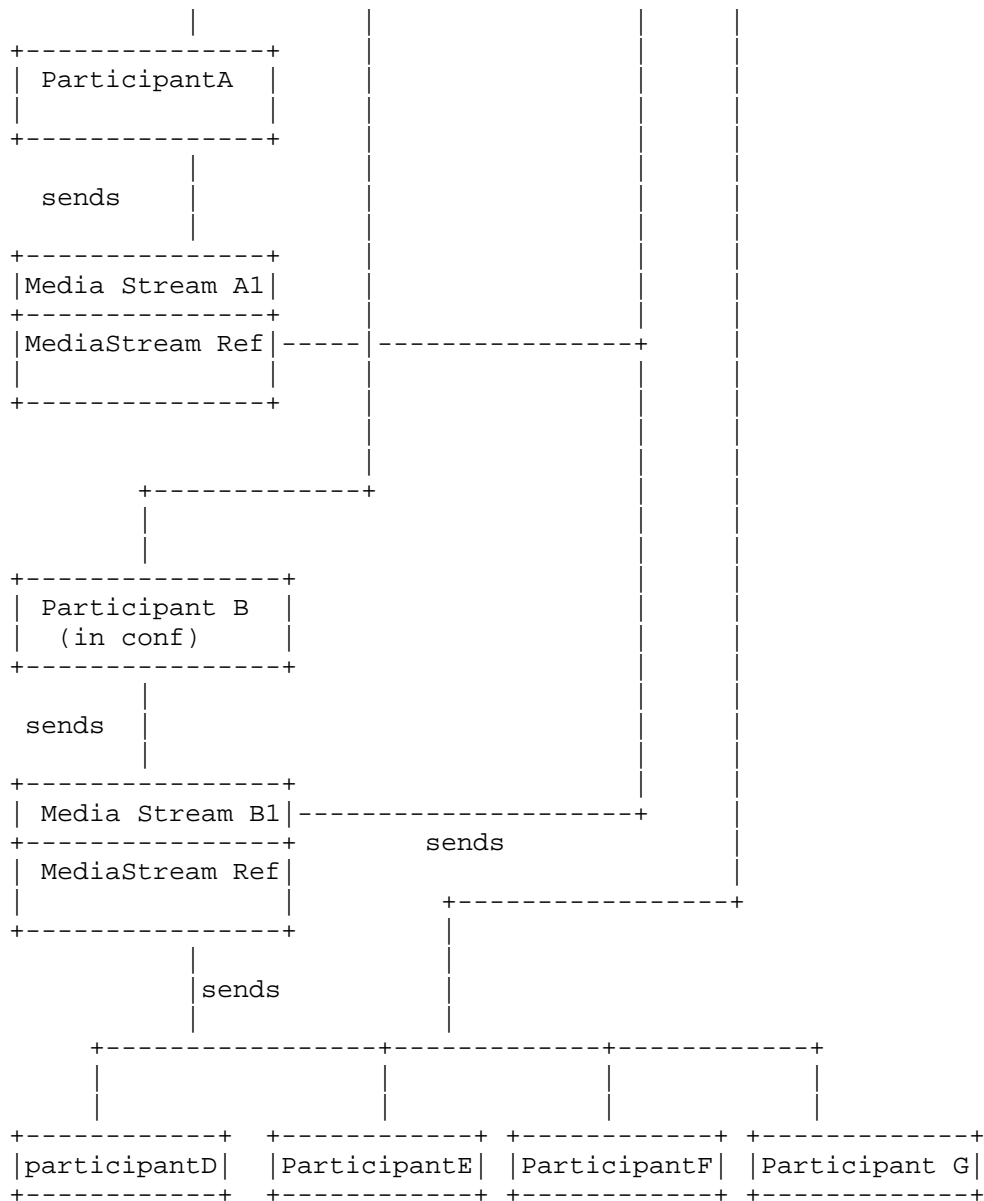 ParticipantA
sends
Media Stream A1
MediaStream Ref
Participant B
(in conf)
sends
Media Stream B1
sends
MediaStream Ref
sends
participantD ParticipantE ParticipantF Participant G